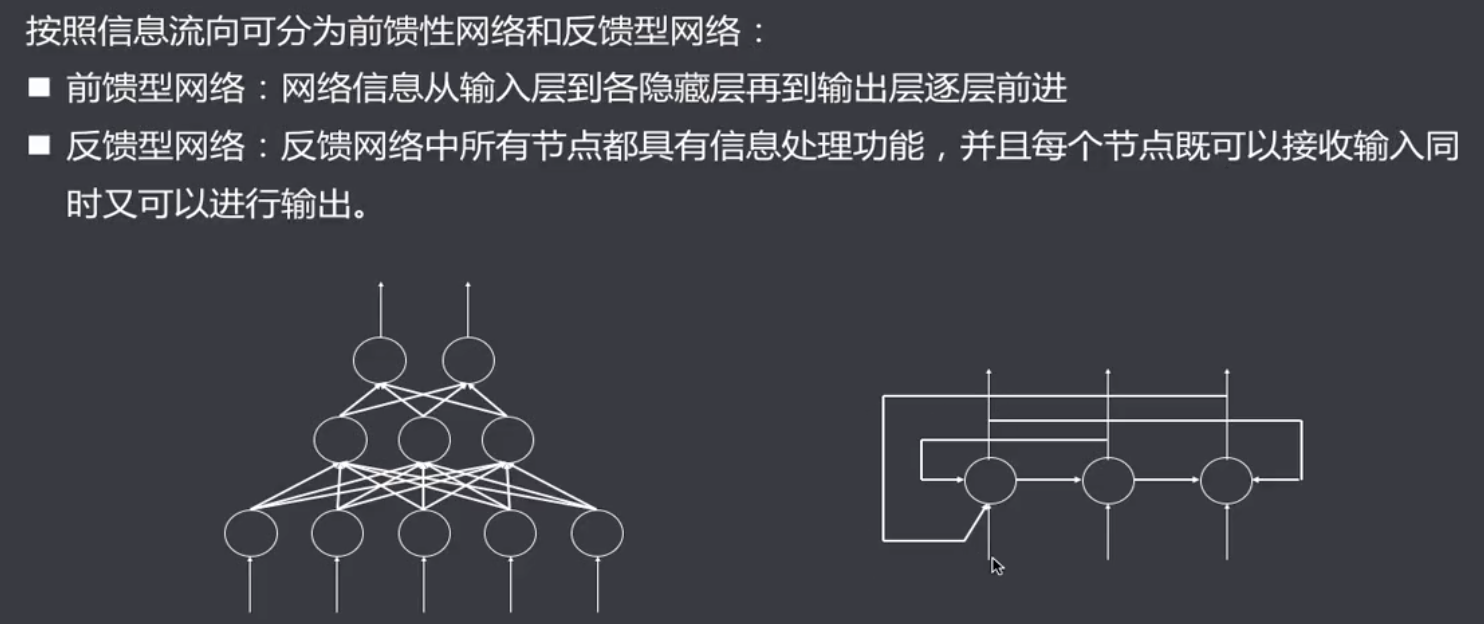 按照信息流向可分为前馈性网络和反馈型网络：
■ 前馈型网络：网络信息从输入层到各隐藏层再到输出层逐层前进
■ 反馈型网络：反馈网络中所有节点都具有信息处理功能，并且每个节点既可以接收输入同
时又可以进行输出。